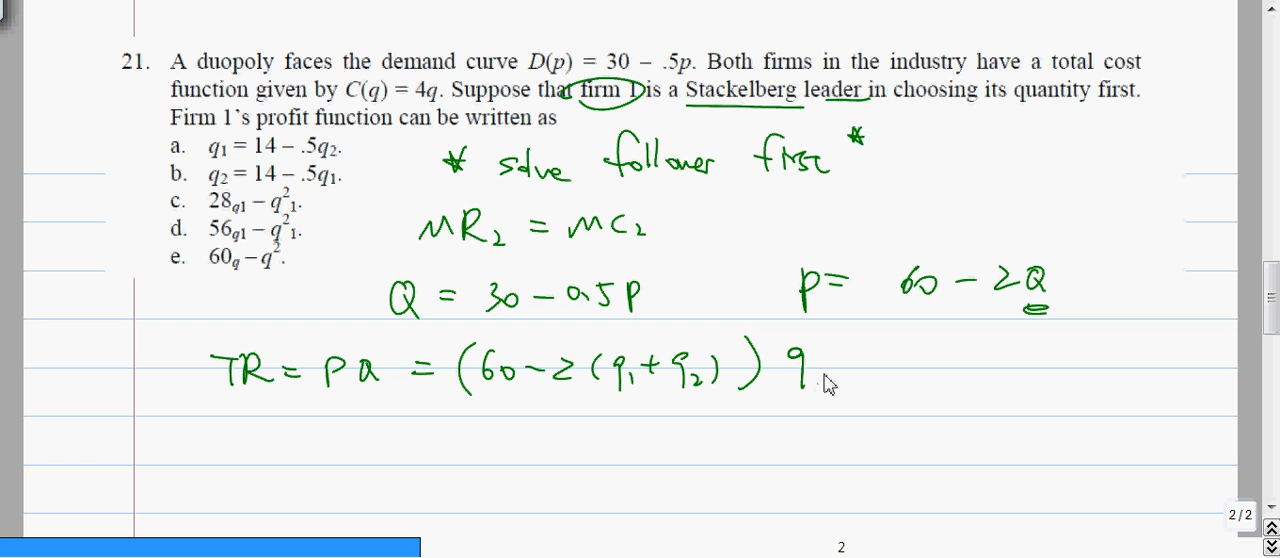 21. A duopoly faces the demand curve D(p) = 30 − .5p. Both firms in the industry have a total cost
function given by C(q) = 4q. Suppose that firm 1 is a Stackelberg leader in choosing its quantity first.
Firm 1's profit function can be written as
a. q₁ = 14 − .5q₂.
b. q₂ = 14 − .5q₁.
c. 28q1 − q²₁.
d. 56q1 − q²₁.
e. 60q − q².
* solve follower first *
MR₂ = MC₂
Q = 30 − 0.5P P = 60 − 2Q
TR = PQ = (60 − 2(q₁ + q₂)) q
2/2
2